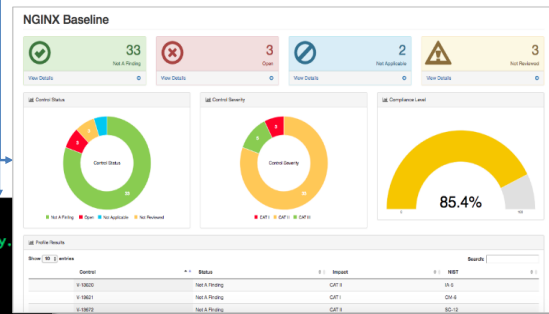 NGINX Baseline
33
Not A Finding
View Details
3
Open
View Details
2
Not Applicable
View Details
3
Not Reviewed
View Details
Control Status
Control Severity
Compliance Level
Control Status
Control Severity
85.4%
Not A Finding Open Not Applicable Not Reviewed
CAT I CAT II CAT III
y.
Profile Results
Show 10 entries
Search:
Control Status Impact NIST
Not A Finding CAT II IA-5
Not A Finding CAT I CM-6
Not A Finding CAT II SC-12